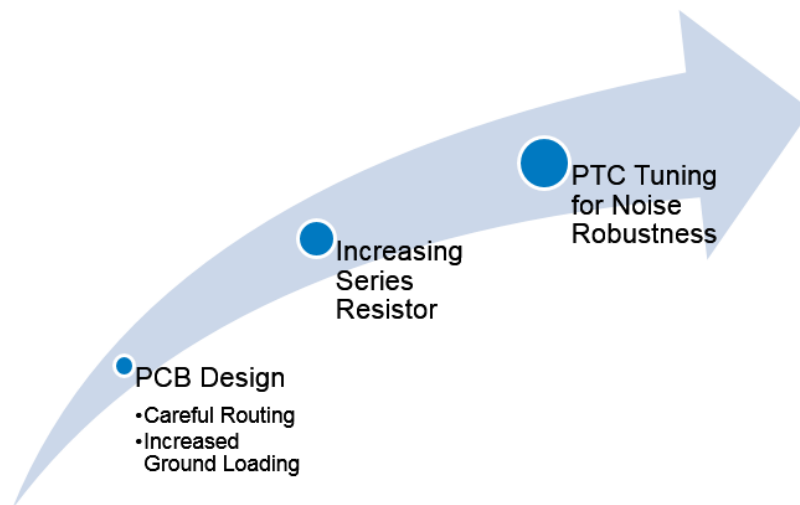 PCB Design
•Careful Routing
•Increased
Ground Loading
Increasing
Series
Resistor
PTC Tuning
for Noise
Robustness